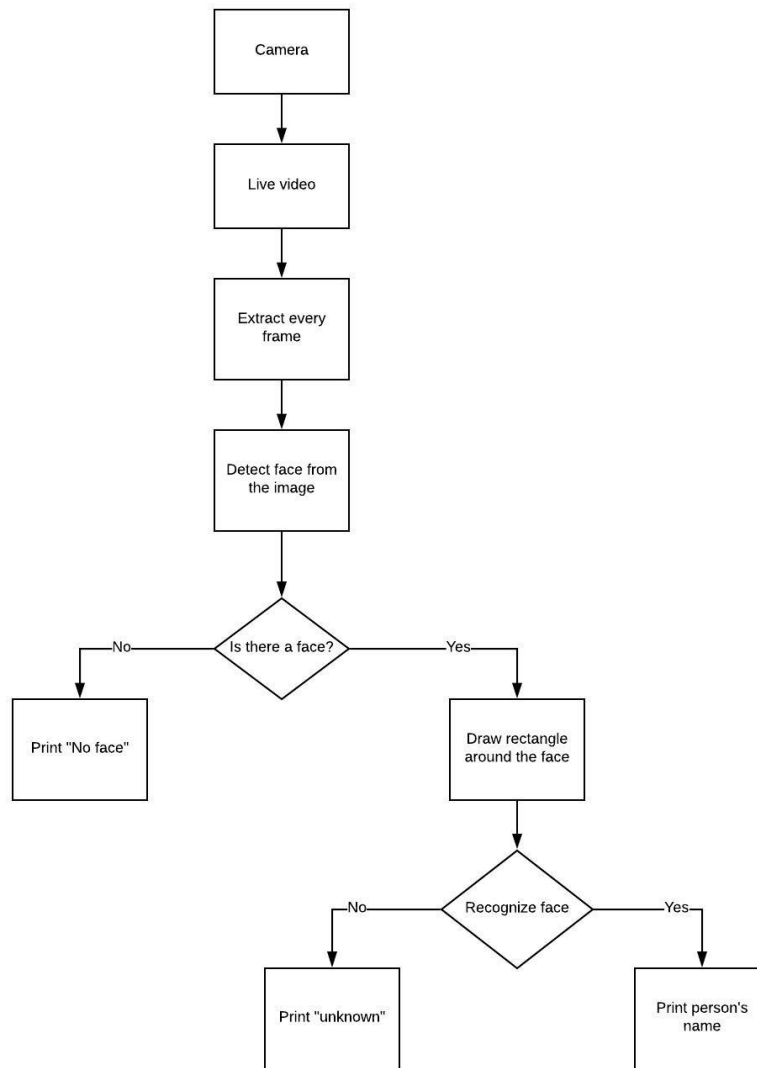 Camera
Live video
Extract every
frame
Detect face from
the image
Is there a face?
No
Yes
Print "No face"
Draw rectangle
around the face
Recognize face
No
Yes
Print "unknown"
Print person's
name